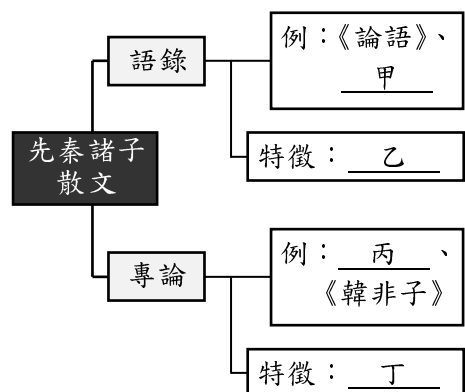 先秦諸子
散文
語錄
例：《論語》、
甲
特徵：乙
專論
例：丙、
《韓非子》
特徵：丁